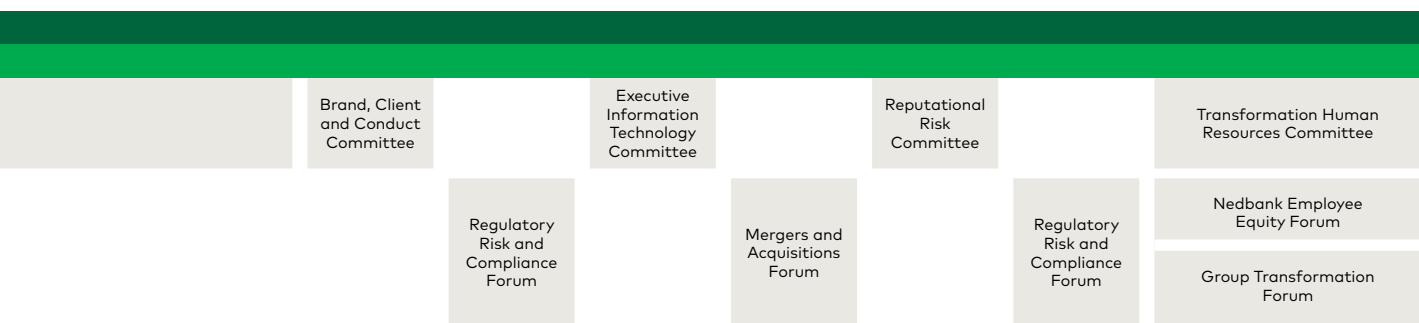 Brand, Client
and Conduct
Committee
Executive
Information
Technology
Committee
Reputational
Risk
Committee
Transformation Human
Resources Committee
Regulatory
Risk and
Compliance
Forum
Mergers and
Acquisitions
Forum
Regulatory
Risk and
Compliance
Forum
Nedbank Employee
Equity Forum
Group Transformation
Forum